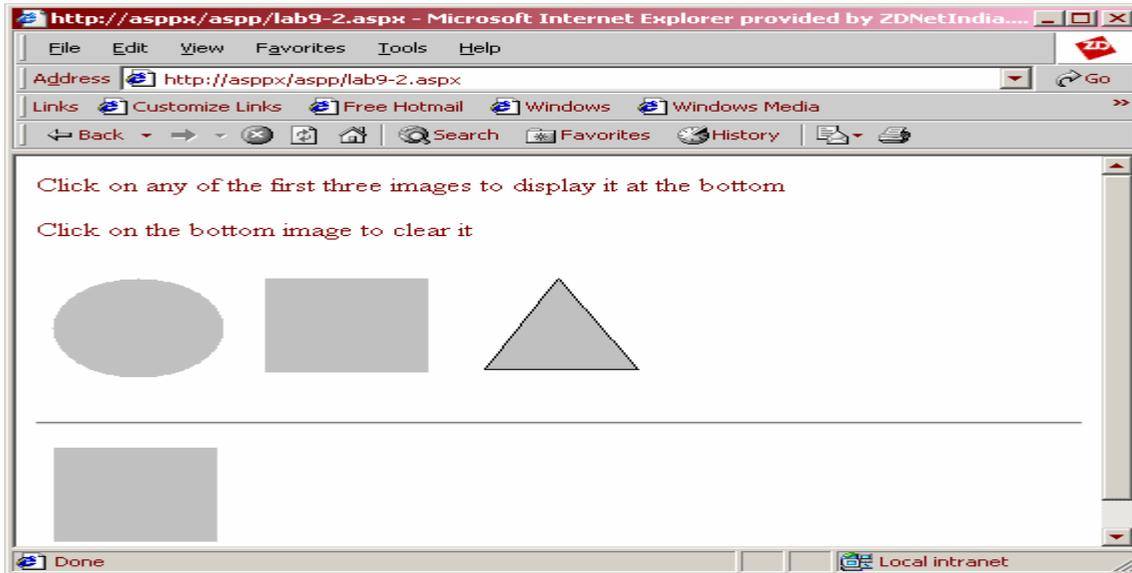 http://asppx/aspp/lab9-2.aspx - Microsoft Internet Explorer provided by ZDNetIndia....
File Edit View Favorites Tools Help
ZD
Address http://asppx/aspp/lab9-2.aspx Go
Links Customize Links Free Hotmail Windows Windows Media »
Back Search Favorites History
Click on any of the first three images to display it at the bottom
Click on the bottom image to clear it
Done Local intranet